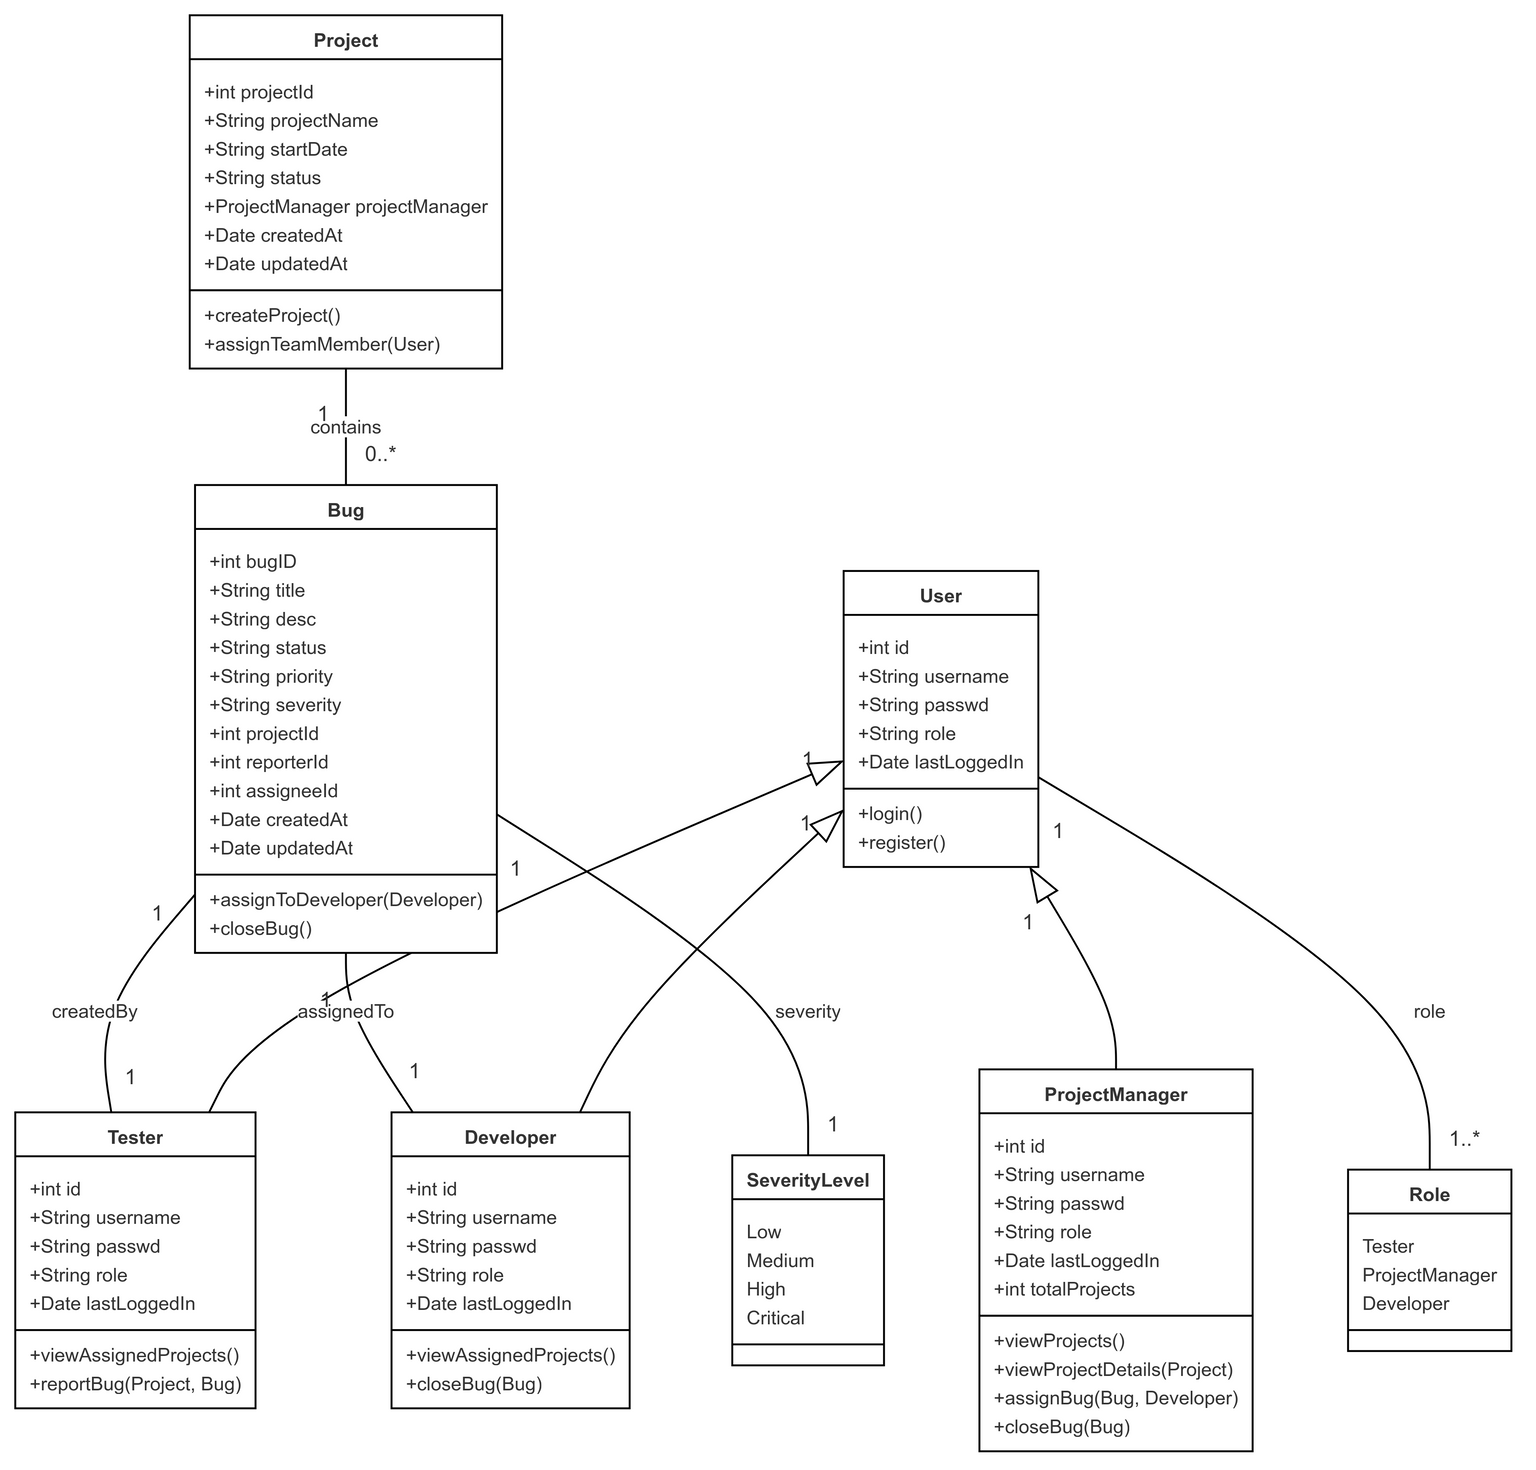 Project
+int projectId
+String projectName
+String startDate
+String status
+ProjectManager projectManager
+Date createdAt
+Date updatedAt
+createProject()
+assignTeamMember(User)
1
contains
0..*
Bug
+int bugID
+String title
+String desc
+String status
+String priority
+String severity
+int projectId
+int reporterId
+int assigneeId
+Date createdAt
+Date updatedAt
+assignToDeveloper(Developer)
+closeBug()
User
+int id
+String username
+String passwd
+String role
+Date lastLoggedIn
+login()
+register()
1
1
1
1
1
1
1
createdBy
assignedTo
severity
role
1
1
1
1..*
Tester
+int id
+String username
+String passwd
+String role
+Date lastLoggedIn
+viewAssignedProjects()
+reportBug(Project, Bug)
Developer
+int id
+String username
+String passwd
+String role
+Date lastLoggedIn
+viewAssignedProjects()
+closeBug(Bug)
SeverityLevel
Low
Medium
High
Critical
ProjectManager
+int id
+String username
+String passwd
+String role
+Date lastLoggedIn
+int totalProjects
+viewProjects()
+viewProjectDetails(Project)
+assignBug(Bug, Developer)
+closeBug(Bug)
Role
Tester
ProjectManager
Developer